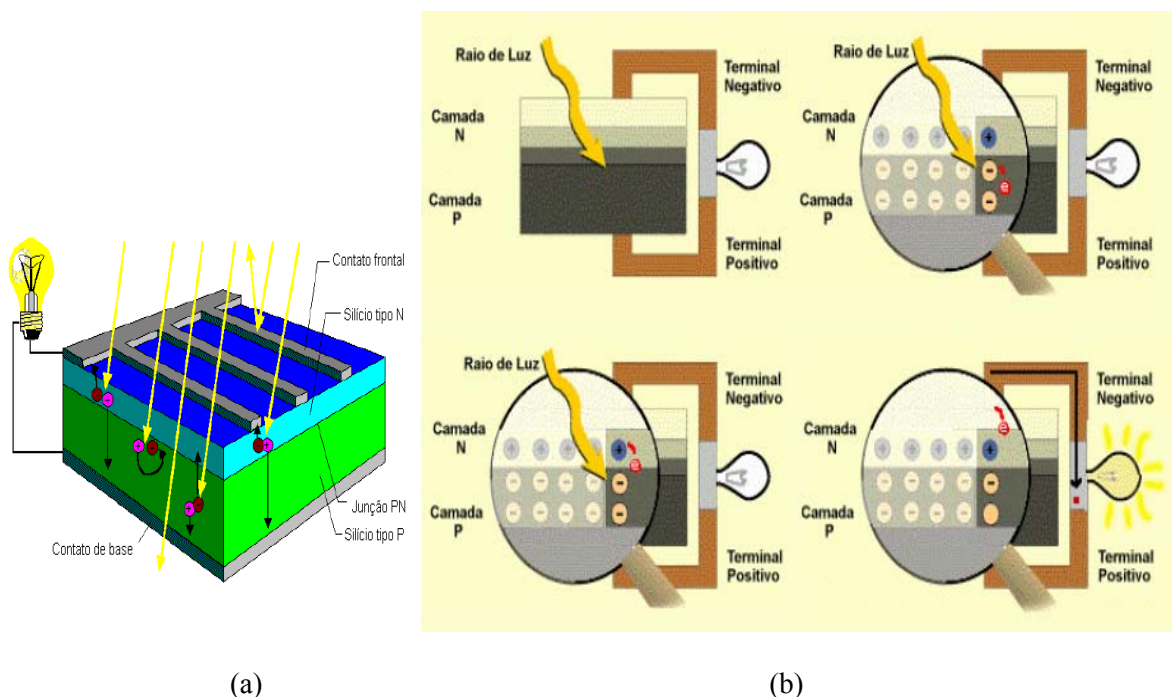 Contato frontal
Silício tipo N
Junção PN
Silício tipo P
Contato de base
(a)
Raio de Luz
Terminal
Negativo
Camada
N
Camada
P
Terminal
Positivo
Raio de Luz
Terminal
Negativo
Camada
N
Camada
P
Terminal
Positivo
Raio de Luz
Terminal
Negativo
Camada
N
Camada
P
Terminal
Positivo
Terminal
Negativo
Camada
N
Camada
P
Terminal
Positivo
(b)